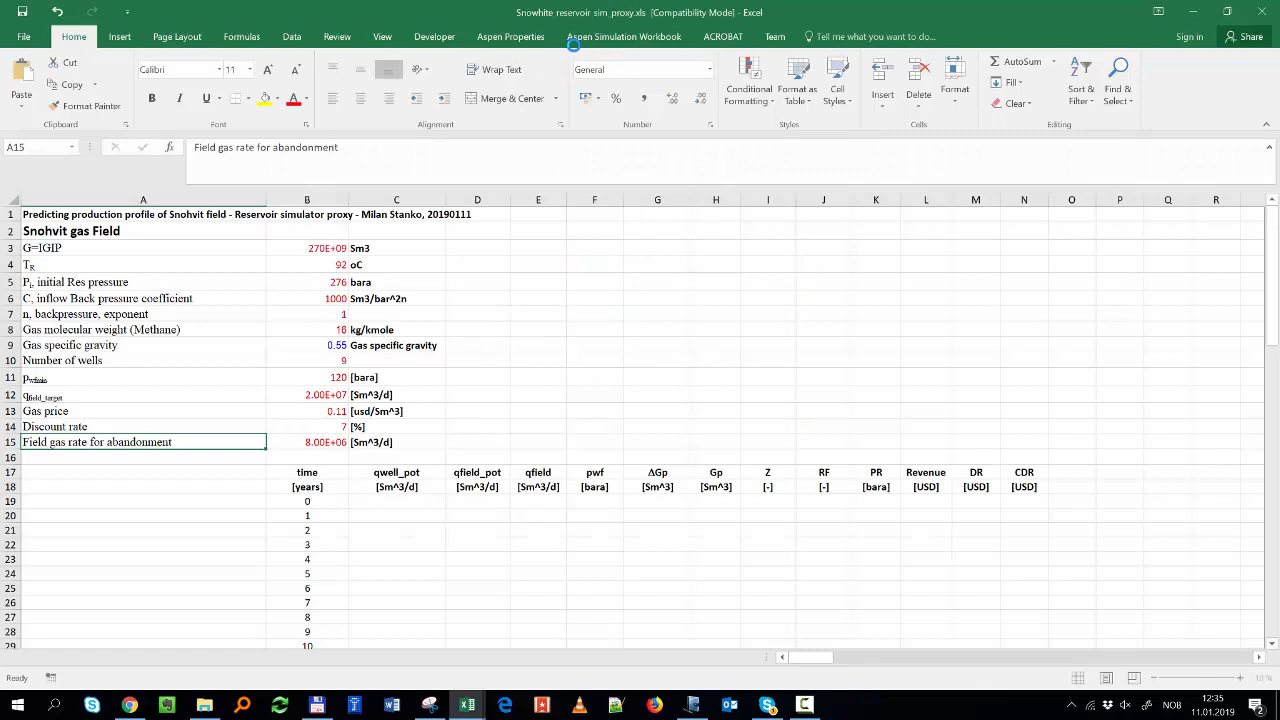 Snowhite reservoir sim_proxy.xls [Compatibility Mode] - Excel
File Home Insert Page Layout Formulas Data Review View Developer Aspen Properties Aspen Simulation Workbook ACROBAT Team Tell me what you want to do... Sign in Share
Paste Cut Copy Format Painter Clipboard
Calibri 11 A A B I U A Font
Wrap Text Merge & Center Alignment
General % Number
Conditional Formatting Format as Table Cell Styles Styles
Insert Delete Format Cells
AutoSum Fill Clear Sort & Filter Find & Select Editing
A15 fx Field gas rate for abandonment
A B C D E F G H I J K L M N O P Q R
1 Predicting production profile of Snohvit field - Reservoir simulator proxy - Milan Stanko, 20190111
2 Snohvit gas Field
3 G=IGIP 270E+09 Sm3
4 TR 92 oC
5 Pi, initial Res pressure 276 bara
6 C, inflow Back pressure coefficient 1000 Sm3/bar^2n
7 n, backpressure, exponent 1
8 Gas molecular weight (Methane) 16 kg/kmole
9 Gas specific gravity 0.55 Gas specific gravity
10 Number of wells 9
11 pwfmin 120 [bara]
12 qfield_target 2.00E+07 [Sm^3/d]
13 Gas price 0.11 [usd/Sm^3]
14 Discount rate 7 [%]
15 Field gas rate for abandonment 8.00E+06 [Sm^3/d]
16
17 time qwell_pot qfield_pot qfield pwf ΔGp Gp Z RF PR Revenue DR CDR
18 [years] [Sm^3/d] [Sm^3/d] [Sm^3/d] [bara] [Sm^3] [Sm^3] [-] [-] [bara] [USD] [USD] [USD]
19 0
20 1
21 2
22 3
23 4
24 5
25 6
26 7
27 8
28 9
29 10
Ready 10 %
NOB 12:35
11.01.2019 2